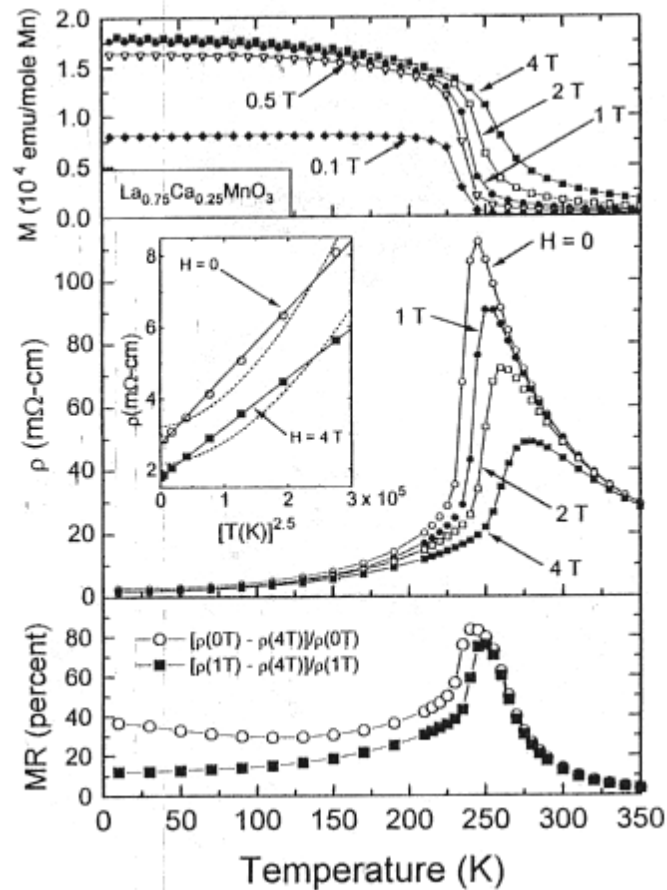 M (10⁴ emu/mole Mn)
2.0
1.5
1.0
0.5
0.0
4 T
2 T
1 T
0.5 T
0.1 T
La0.75Ca0.25MnO3
ρ (mΩ-cm)
100
80
60
40
20
0
H = 0
1 T
2 T
4 T
ρ(mΩ-cm)
8
6
4
2
H = 0
H = 4 T
0
1
2
3 x 10⁵
[T(K)]^2.5
MR (percent)
80
60
40
20
0
[ρ(0T) - ρ(4T)]/ρ(0T)
[ρ(1T) - ρ(4T)]/ρ(1T)
0 50 100 150 200 250 300 350
Temperature (K)